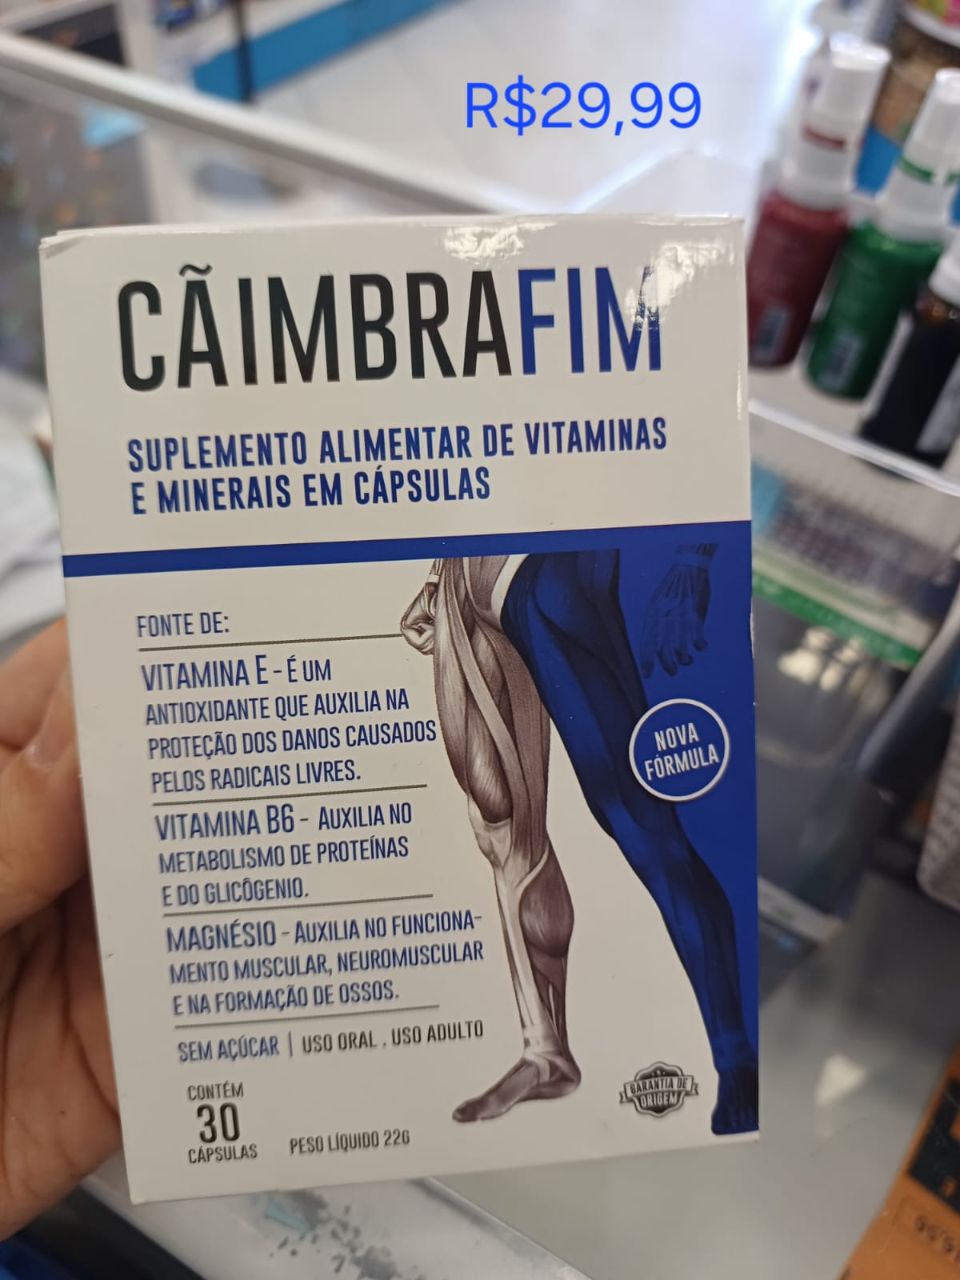 R$29,99
CÃIMBRAFIM
SUPLEMENTO ALIMENTAR DE VITAMINAS
E MINERAIS EM CÁPSULAS
FONTE DE:
VITAMINA E - É UM
ANTIOXIDANTE QUE AUXILIA NA
PROTEÇÃO DOS DANOS CAUSADOS
PELOS RADICAIS LIVRES.
VITAMINA B6 - AUXILIA NO
METABOLISMO DE PROTEÍNAS
E DO GLICÔGENIO.
MAGNÉSIO - AUXILIA NO FUNCIONA-
MENTO MUSCULAR, NEUROMUSCULAR
E NA FORMAÇÃO DE OSSOS.
SEM AÇÚCAR | USO ORAL . USO ADULTO
CONTÉM
30
CÁPSULAS
PESO LÍQUIDO 22G
NOVA
FÓRMULA
GARANTIA DE
ORIGEM